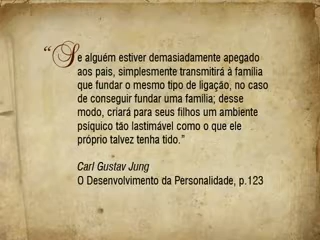 “Se alguém estiver demasiadamente apegado
aos pais, simplesmente transmitirá à família
que fundar o mesmo tipo de ligação, no caso
de conseguir fundar uma família; desse
modo, criará para seus filhos um ambiente
psíquico tão lastimável como o que ele
próprio talvez tenha tido.”
Carl Gustav Jung
O Desenvolvimento da Personalidade, p.123